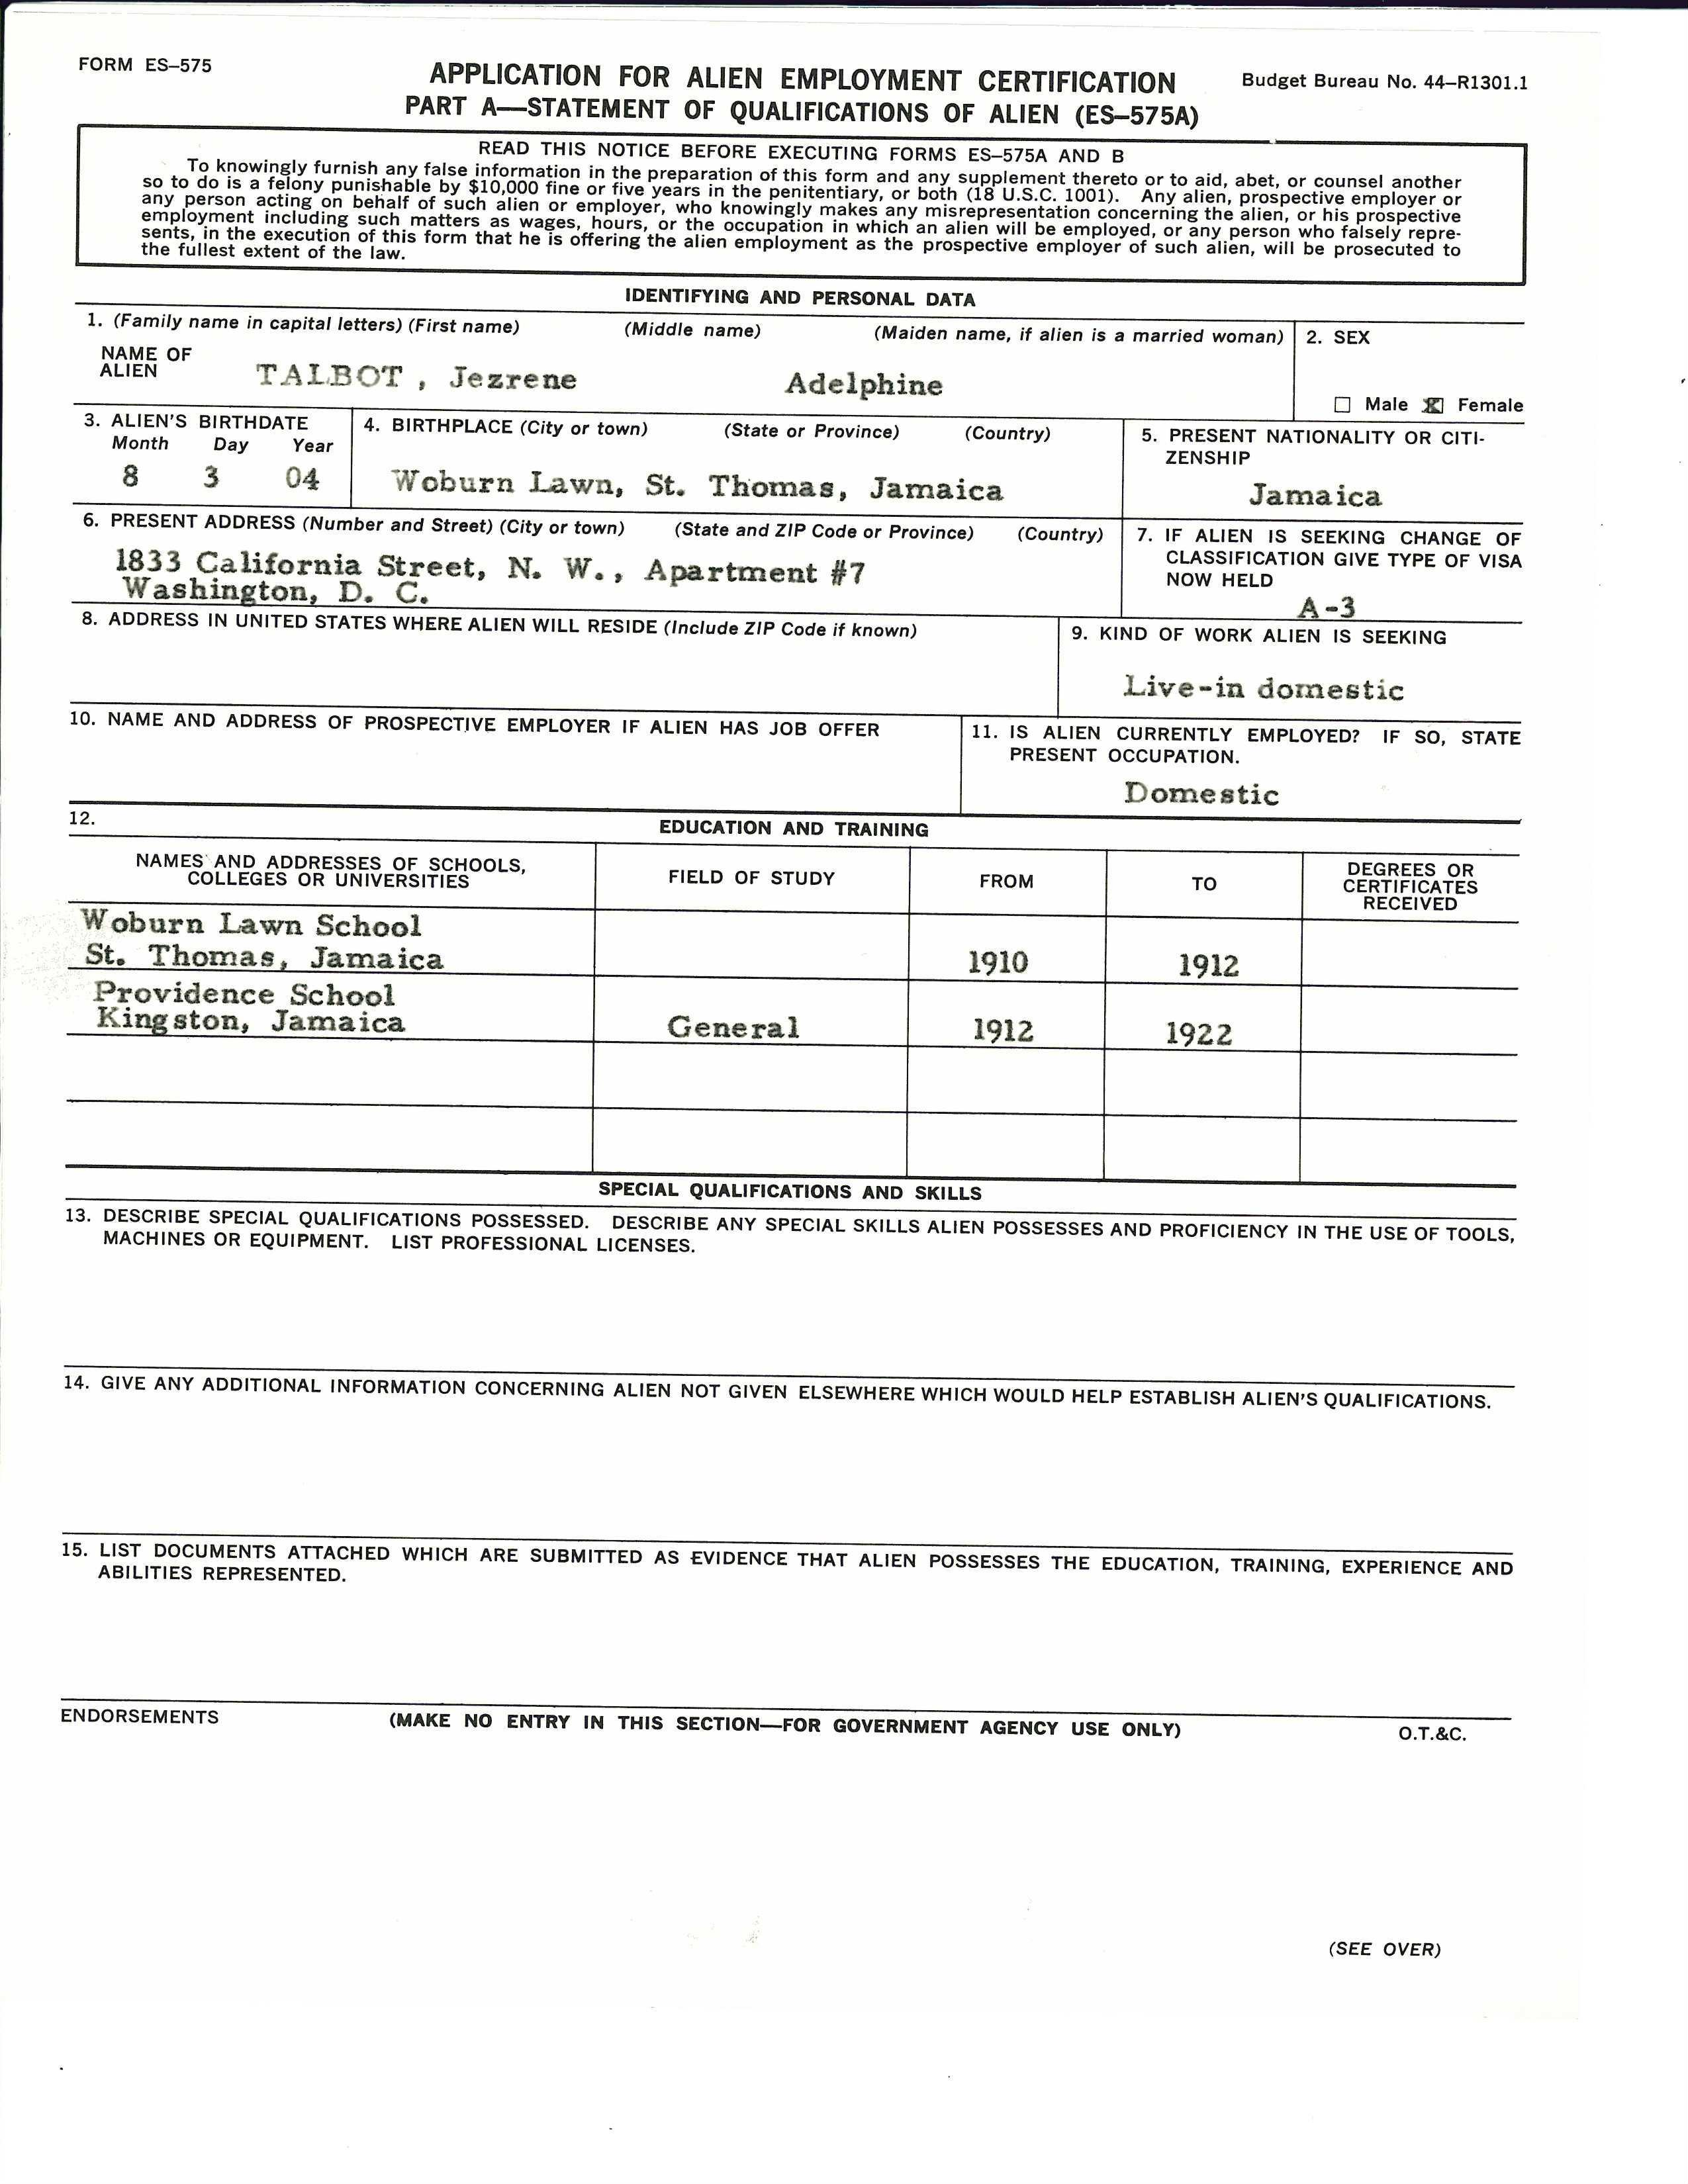 FORM ES–575
APPLICATION FOR ALIEN EMPLOYMENT CERTIFICATION
Budget Bureau No. 44–R1301.1
PART A—STATEMENT OF QUALIFICATIONS OF ALIEN (ES–575A)
READ THIS NOTICE BEFORE EXECUTING FORMS ES–575A AND B
To knowingly furnish any false information in the preparation of this form and any supplement thereto or to aid, abet, or counsel another
so to do is a felony punishable by $10,000 fine or five years in the penitentiary, or both (18 U.S.C. 1001). Any alien, prospective employer or
any person acting on behalf of such alien or employer, who knowingly makes any misrepresentation concerning the alien, or his prospective
employment including such matters as wages, hours, or the occupation in which an alien will be employed, or any person who falsely repre-
sents, in the execution of this form that he is offering the alien employment as the prospective employer of such alien, will be prosecuted to
the fullest extent of the law.
IDENTIFYING AND PERSONAL DATA
1. (Family name in capital letters) (First name) (Middle name) (Maiden name, if alien is a married woman)
NAME OF
ALIEN
TALBOT , Jezrene Adelphine
2. SEX
☐ Male ☒ Female
3. ALIEN'S BIRTHDATE
Month Day Year
8 3 04
4. BIRTHPLACE (City or town) (State or Province) (Country)
Woburn Lawn, St. Thomas, Jamaica
5. PRESENT NATIONALITY OR CITI-
ZENSHIP
Jamaica
6. PRESENT ADDRESS (Number and Street) (City or town) (State and ZIP Code or Province) (Country)
1833 California Street, N. W., Apartment #7
Washington, D. C.
7. IF ALIEN IS SEEKING CHANGE OF
CLASSIFICATION GIVE TYPE OF VISA
NOW HELD
A-3
8. ADDRESS IN UNITED STATES WHERE ALIEN WILL RESIDE (Include ZIP Code if known)
9. KIND OF WORK ALIEN IS SEEKING
Live-in domestic
10. NAME AND ADDRESS OF PROSPECTIVE EMPLOYER IF ALIEN HAS JOB OFFER
11. IS ALIEN CURRENTLY EMPLOYED? IF SO, STATE
PRESENT OCCUPATION.
Domestic
12.
EDUCATION AND TRAINING
NAMES AND ADDRESSES OF SCHOOLS,
COLLEGES OR UNIVERSITIES
FIELD OF STUDY
FROM
TO
DEGREES OR
CERTIFICATES
RECEIVED
Woburn Lawn School
St. Thomas, Jamaica 1910 1912
Providence School
Kingston, Jamaica General 1912 1922
SPECIAL QUALIFICATIONS AND SKILLS
13. DESCRIBE SPECIAL QUALIFICATIONS POSSESSED. DESCRIBE ANY SPECIAL SKILLS ALIEN POSSESSES AND PROFICIENCY IN THE USE OF TOOLS,
MACHINES OR EQUIPMENT. LIST PROFESSIONAL LICENSES.
14. GIVE ANY ADDITIONAL INFORMATION CONCERNING ALIEN NOT GIVEN ELSEWHERE WHICH WOULD HELP ESTABLISH ALIEN'S QUALIFICATIONS.
15. LIST DOCUMENTS ATTACHED WHICH ARE SUBMITTED AS EVIDENCE THAT ALIEN POSSESSES THE EDUCATION, TRAINING, EXPERIENCE AND
ABILITIES REPRESENTED.
ENDORSEMENTS (MAKE NO ENTRY IN THIS SECTION—FOR GOVERNMENT AGENCY USE ONLY) O.T.&C.
(SEE OVER)